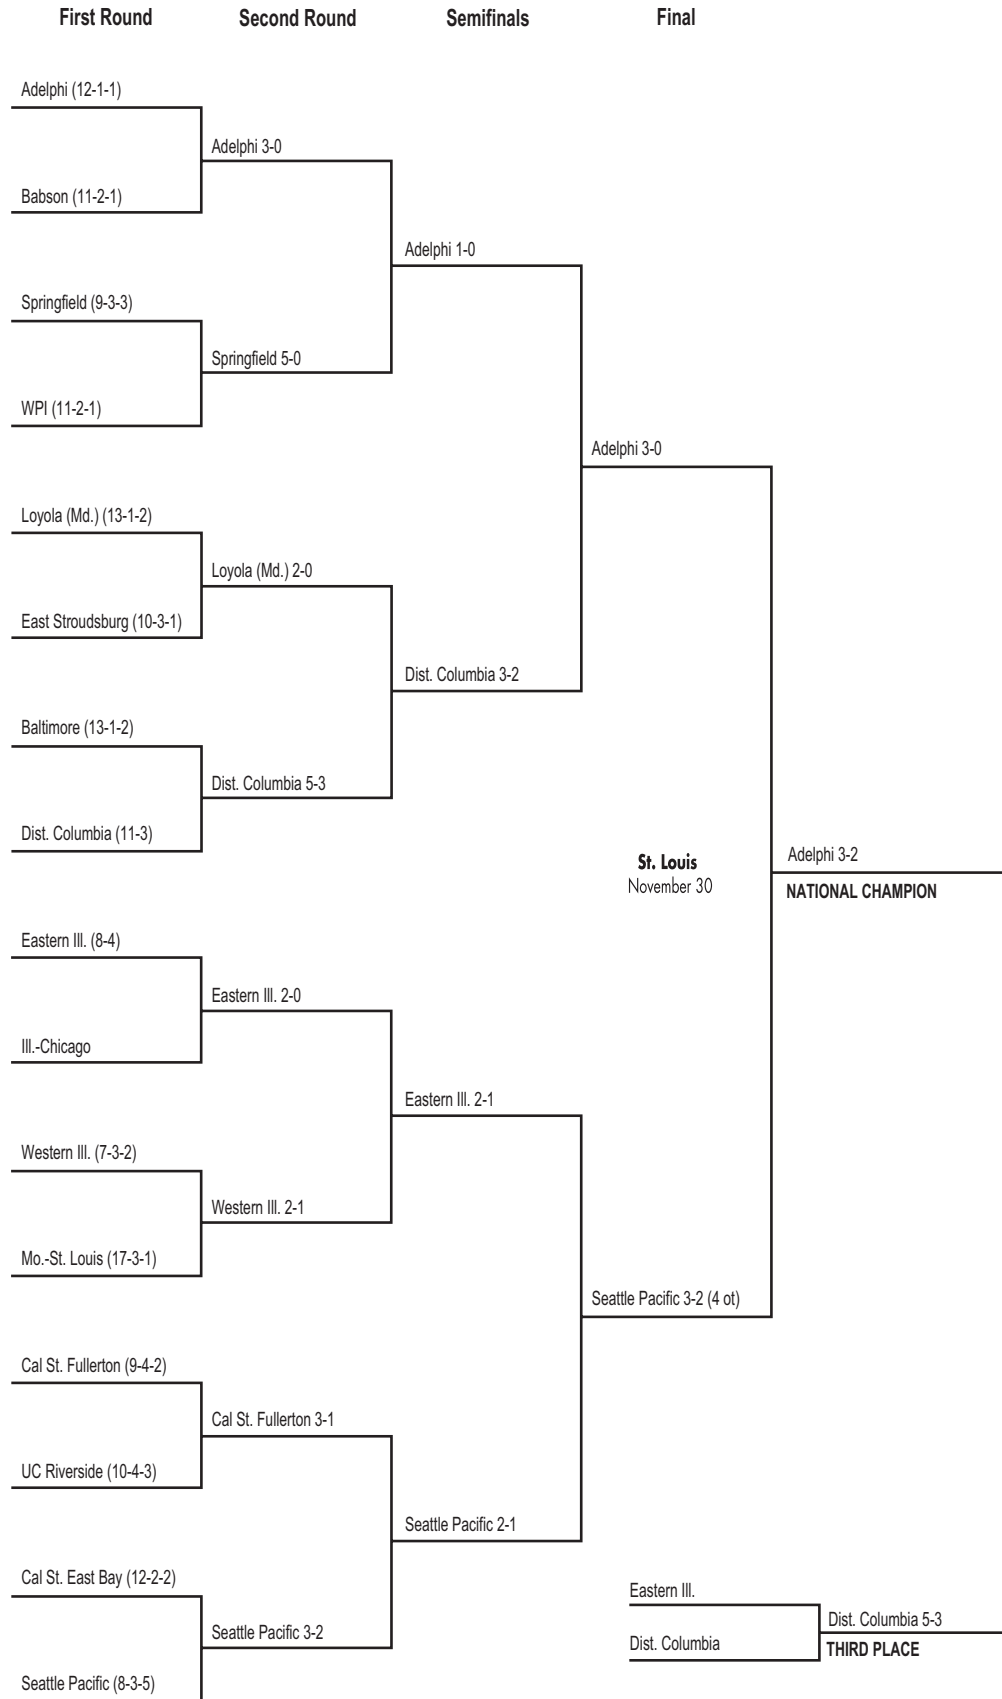 First Round
Second Round
Semifinals
Final
Adelphi (12-1-1)
Adelphi 3-0
Babson (11-2-1)
Adelphi 1-0
Springfield (9-3-3)
Springfield 5-0
WPI (11-2-1)
Adelphi 3-0
Loyola (Md.) (13-1-2)
Loyola (Md.) 2-0
East Stroudsburg (10-3-1)
Dist. Columbia 3-2
Baltimore (13-1-2)
Dist. Columbia 5-3
Dist. Columbia (11-3)
St. Louis
November 30
Adelphi 3-2
NATIONAL CHAMPION
Eastern Ill. (8-4)
Eastern Ill. 2-0
Ill.-Chicago
Eastern Ill. 2-1
Western Ill. (7-3-2)
Western Ill. 2-1
Mo.-St. Louis (17-3-1)
Seattle Pacific 3-2 (4 ot)
Cal St. Fullerton (9-4-2)
Cal St. Fullerton 3-1
UC Riverside (10-4-3)
Seattle Pacific 2-1
Cal St. East Bay (12-2-2)
Seattle Pacific 3-2
Seattle Pacific (8-3-5)
Eastern Ill.
Dist. Columbia 5-3
Dist. Columbia
THIRD PLACE